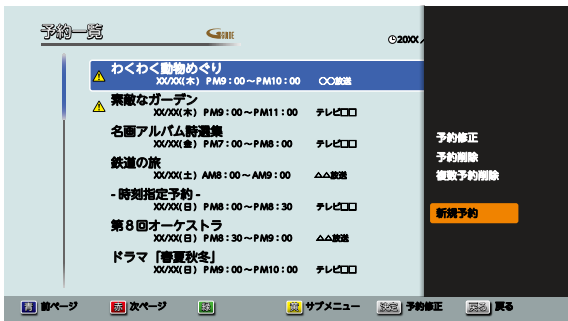 予約一覧
G GUIDE
20XX/
わくわく動物めぐり
XX/XX(木) PM9:00～PM10:00 ○○放送
素敵なガーデン
XX/XX(木) PM9:00～PM11:00 テレビ□□
名画アルバム特選集
XX/XX(金) PM7:00～PM8:00 テレビ□□
鉄道の旅
XX/XX(土) AM8:00～AM9:00 △△放送
- 時刻指定予約 -
XX/XX(日) PM8:00～PM8:30 テレビ□□
第8回オーケストラ
XX/XX(日) PM8:30～PM9:00 △△放送
ドラマ「春夏秋冬」
XX/XX(日) PM9:00～PM10:00 テレビ□□
予約修正
予約削除
複数予約削除
新規予約
青 前ページ 赤 次ページ 緑 黄 サブメニュー 決定 予約修正 戻る 戻る